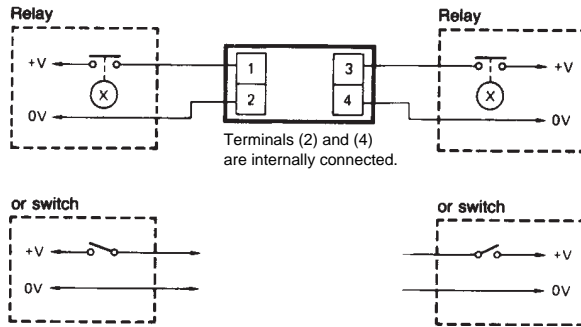 Relay
Relay
+V
X
0V
1
2
3
4
+V
X
0V
Terminals (2) and (4)
are internally connected.
or switch
or switch
+V
0V
+V
0V